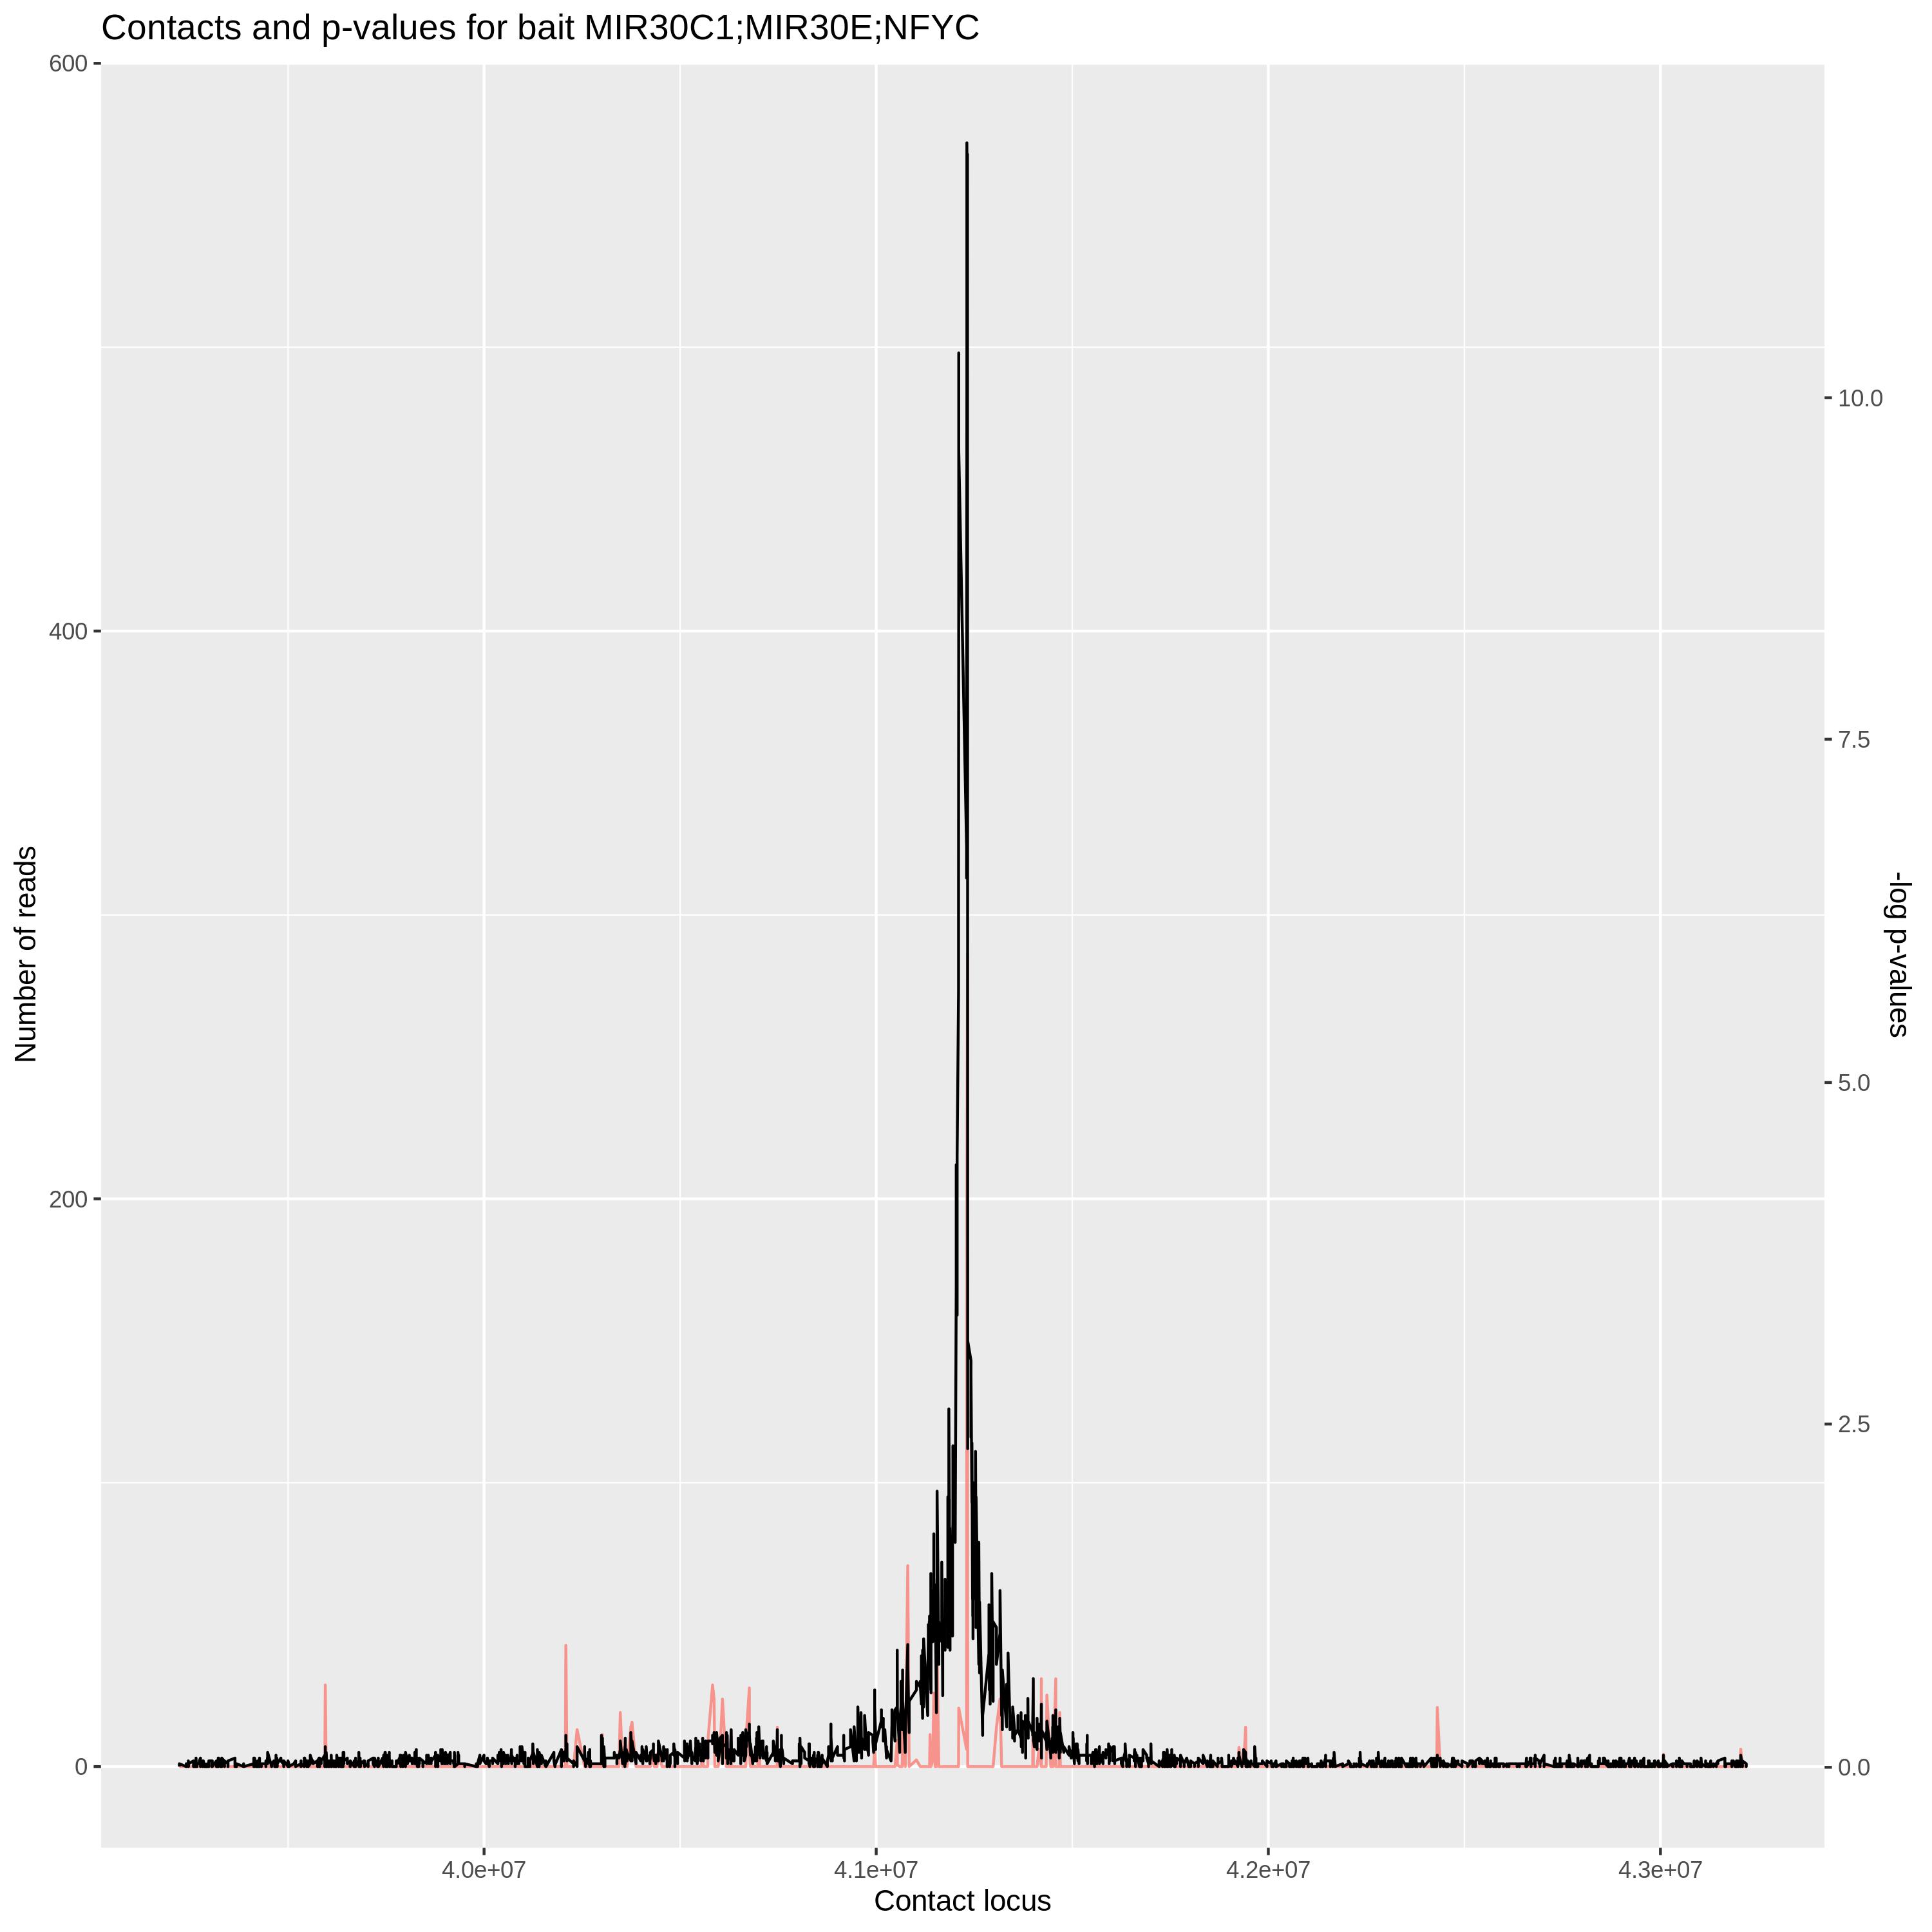 Contacts and p-values for bait MIR30C1;MIR30E;NFYC
600
400
200
0
Number of reads
10.0
7.5
5.0
2.5
0.0
-log p-values
4.0e+07
4.1e+07
4.2e+07
4.3e+07
Contact locus